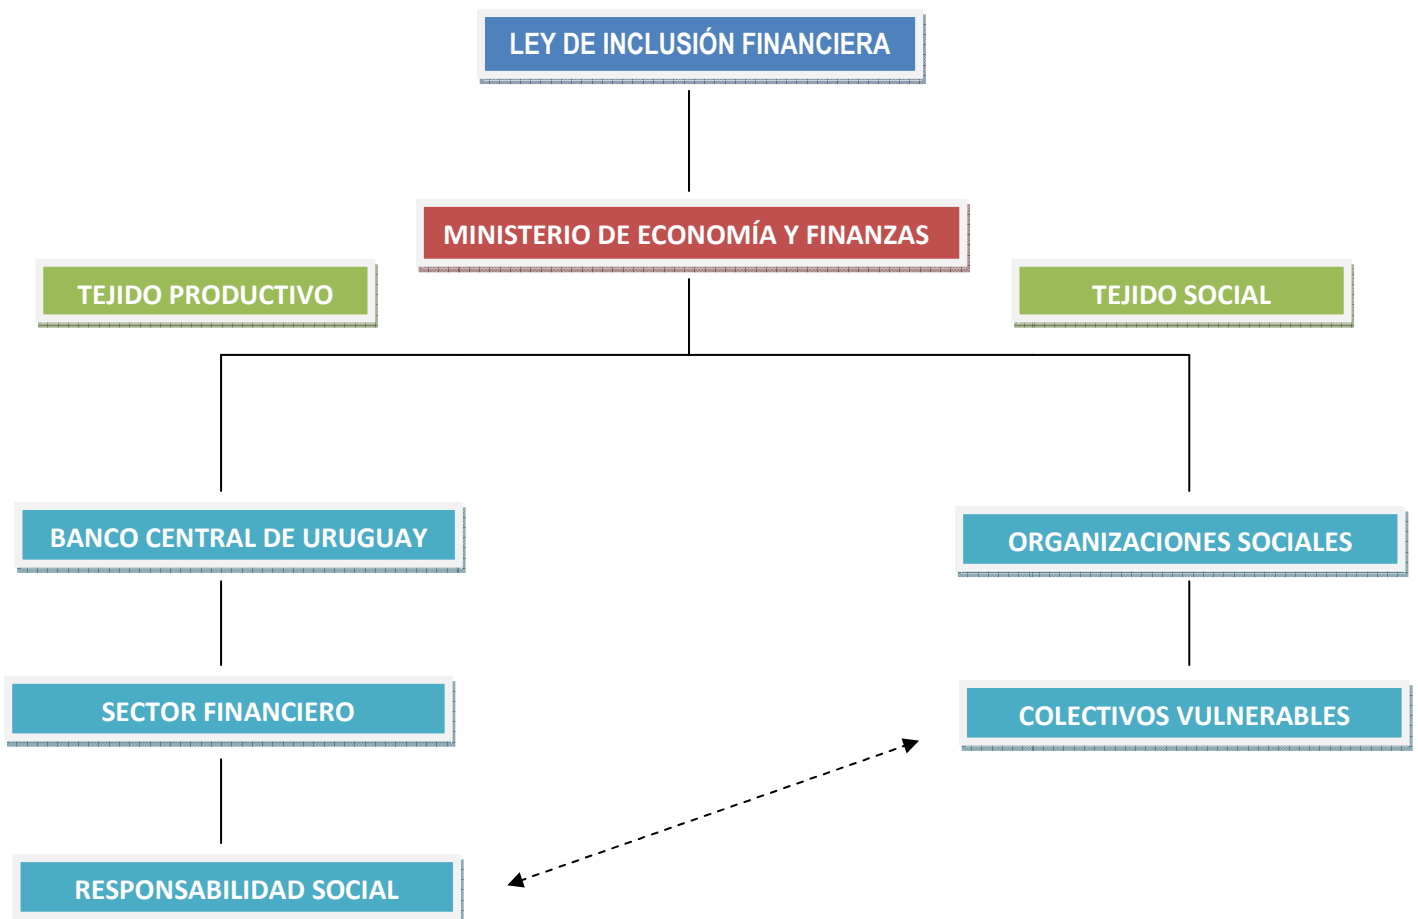 LEY DE INCLUSIÓN FINANCIERA
MINISTERIO DE ECONOMÍA Y FINANZAS
TEJIDO PRODUCTIVO
TEJIDO SOCIAL
BANCO CENTRAL DE URUGUAY
ORGANIZACIONES SOCIALES
SECTOR FINANCIERO
COLECTIVOS VULNERABLES
RESPONSABILIDAD SOCIAL